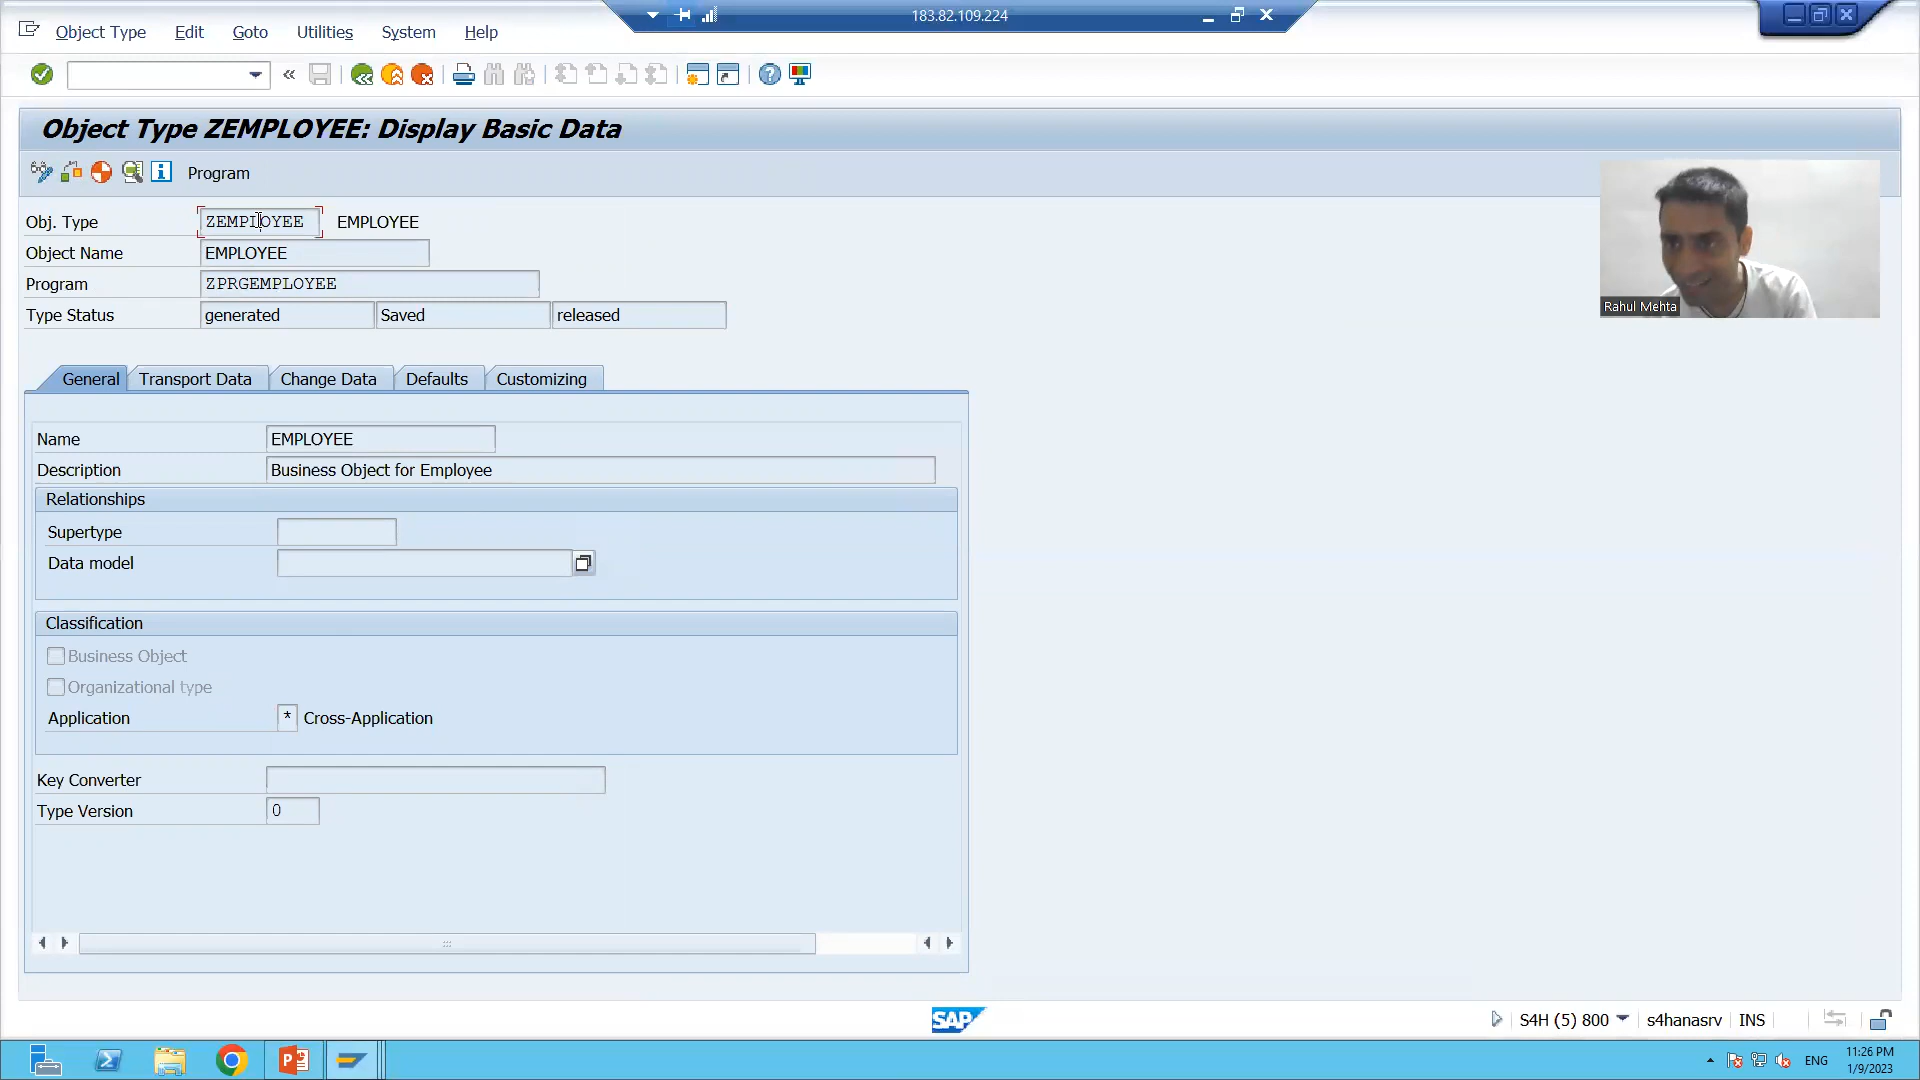 183.82.109.224
Object Type Edit Goto Utilities System Help
Object Type ZEMPLOYEE: Display Basic Data
Program
Obj. Type ZEMPLOYEE EMPLOYEE
Object Name EMPLOYEE
Program ZPRGEMPLOYEE
Type Status generated Saved released
Rahul Mehta
General Transport Data Change Data Defaults Customizing
Name EMPLOYEE
Description Business Object for Employee
Relationships
Supertype
Data model
Classification
Business Object
Organizational type
Application * Cross-Application
Key Converter
Type Version 0
SAP
S4H (5) 800 s4hanasrv INS
ENG
11:26 PM
1/9/2023